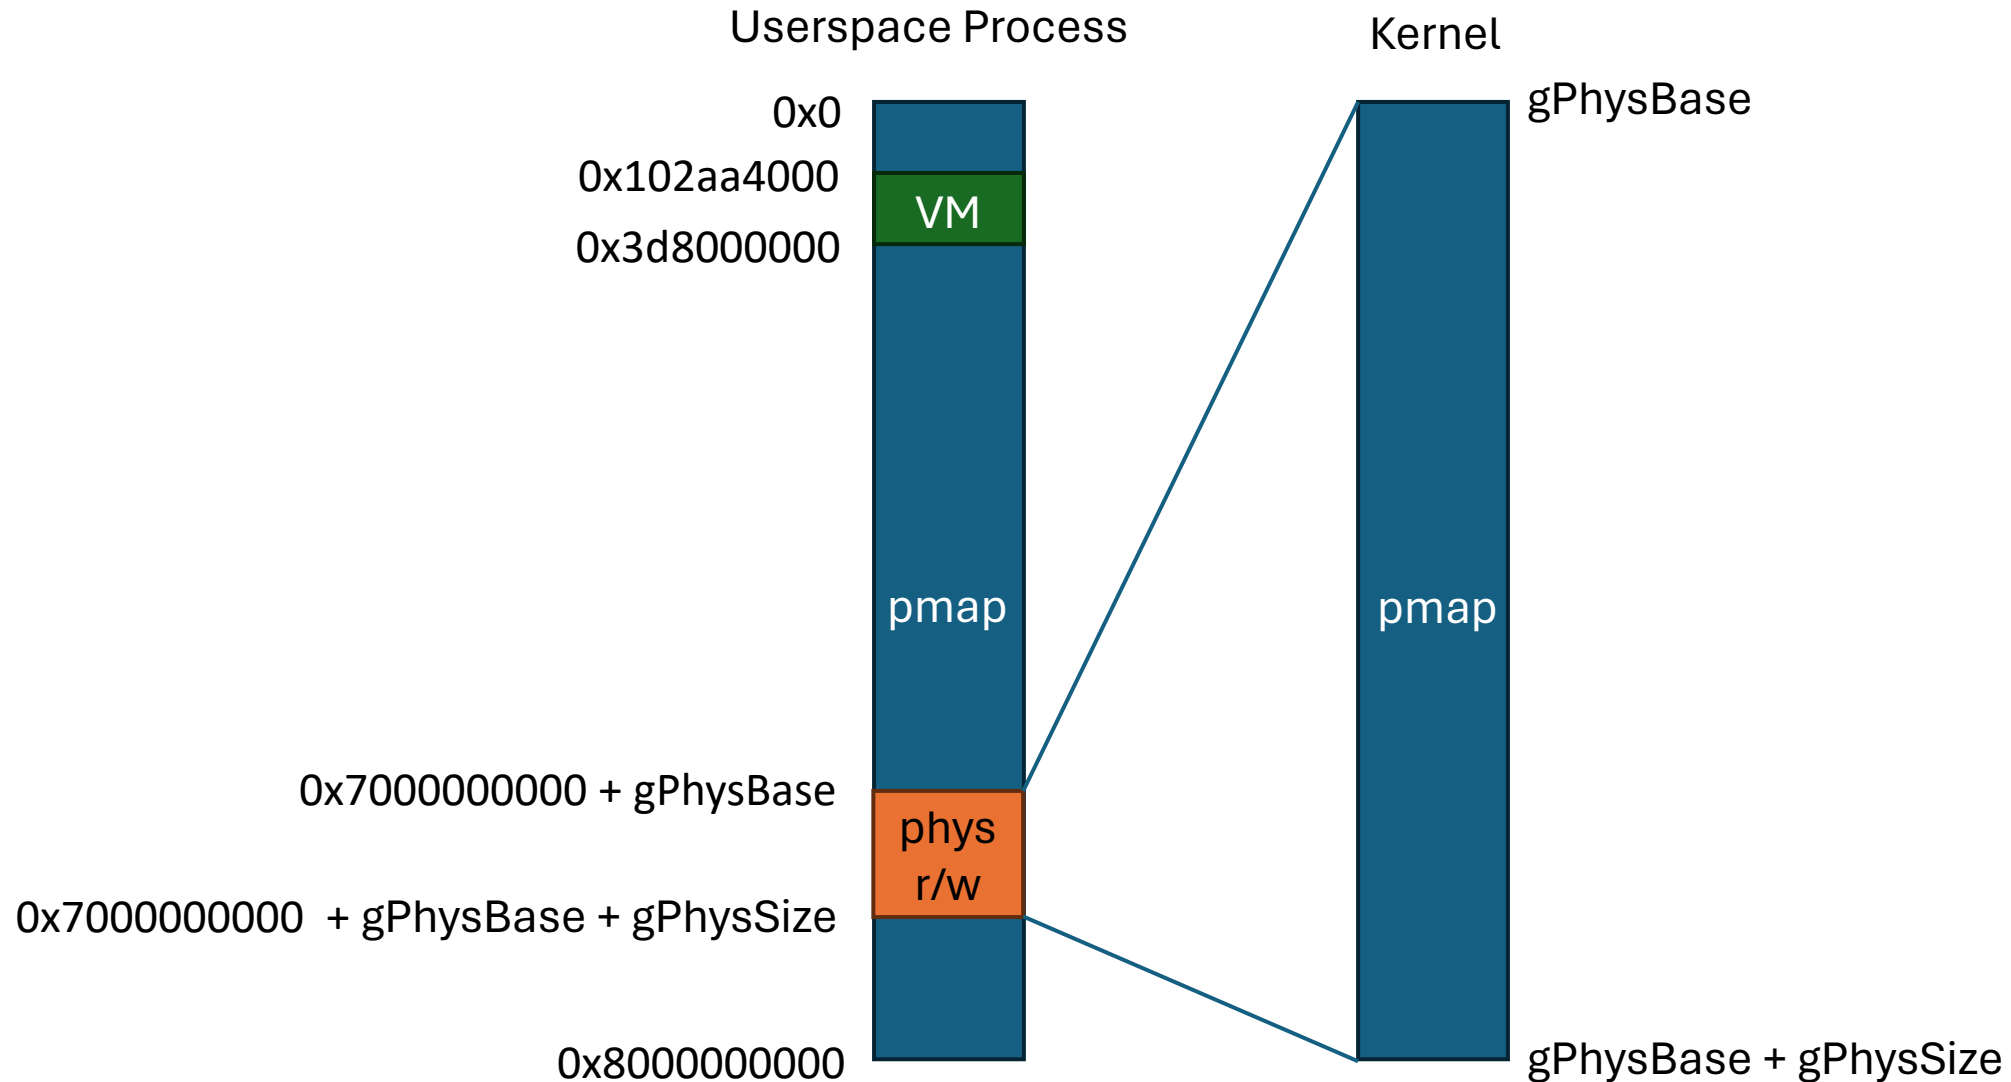 Userspace Process
Kernel
0x0
gPhysBase
0x102aa4000
VM
0x3d8000000
pmap
pmap
0x7000000000 + gPhysBase
phys
r/w
0x7000000000 + gPhysBase + gPhysSize
0x8000000000
gPhysBase + gPhysSize